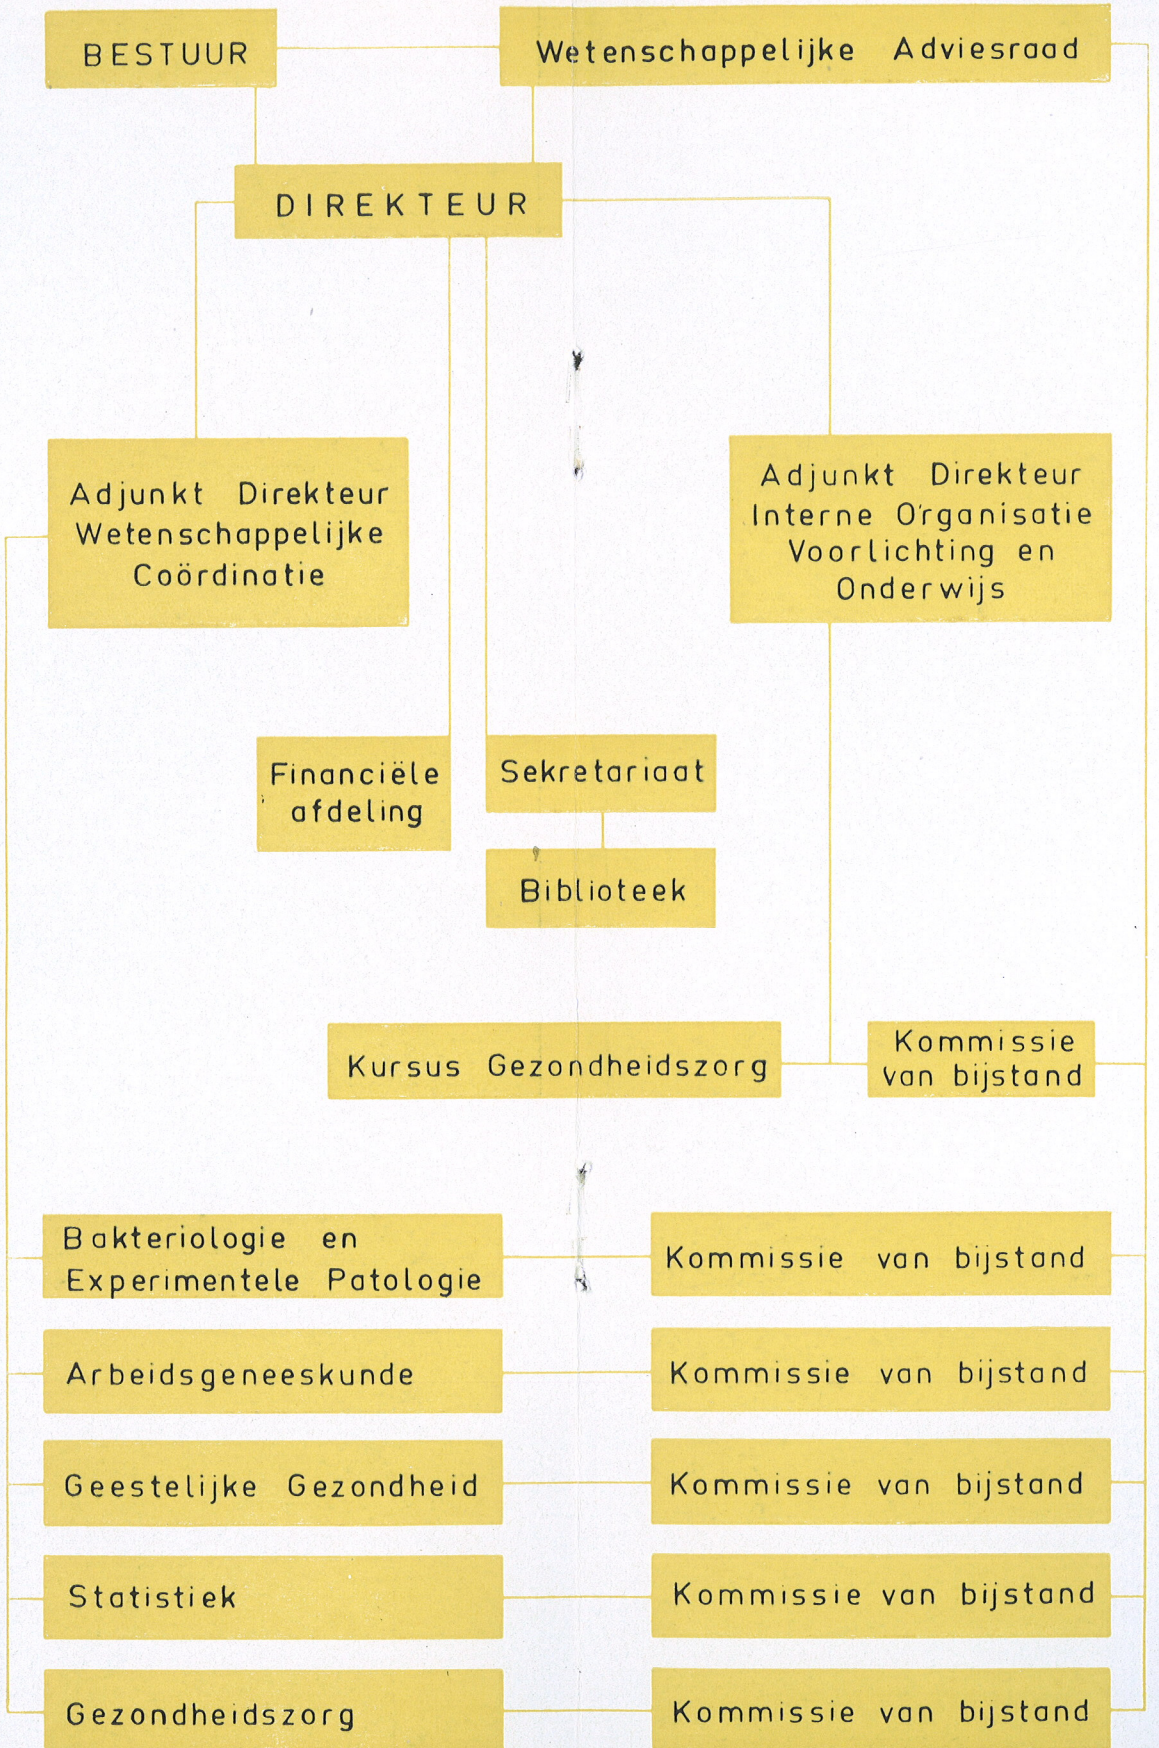 BESTUUR
Wetenschappelijke Adviesraad
DIREKTEUR
Adjunkt Direkteur
Wetenschappelijke
Coördinatie
Adjunkt Direkteur
Interne Organisatie
Voorlichting en
Onderwijs
Financiële
afdeling
Sekretariaat
Biblioteek
Kursus Gezondheidszorg
Kommissie
van bijstand
Bakteriologie en
Experimentele Patologie
Kommissie van bijstand
Arbeidsgeneeskunde
Kommissie van bijstand
Geestelijke Gezondheid
Kommissie van bijstand
Statistiek
Kommissie van bijstand
Gezondheidszorg
Kommissie van bijstand